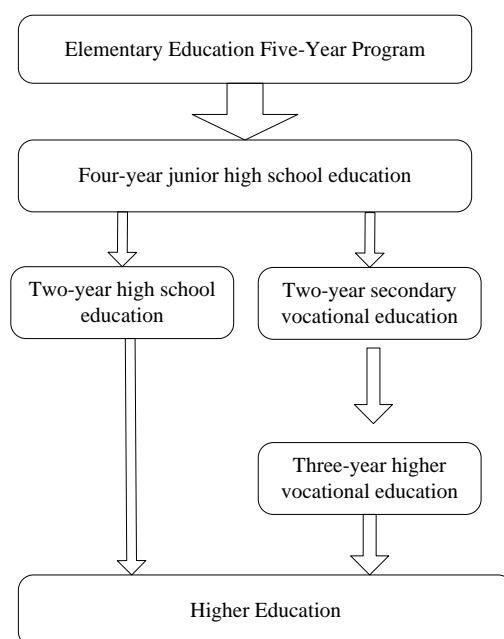 Elementary Education Five-Year Program
Four-year junior high school education
Two-year high school
education
Two-year secondary
vocational education
Three-year higher
vocational education
Higher Education